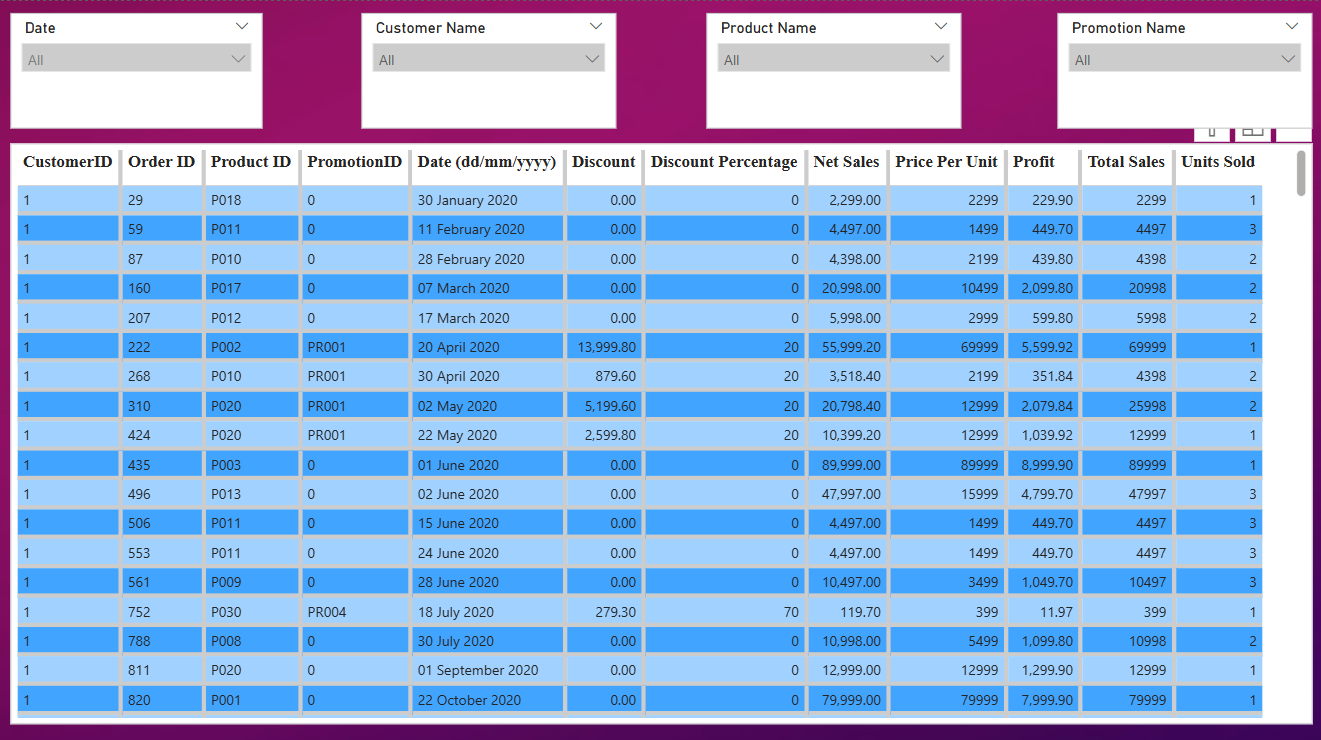 Date Customer Name Product Name Promotion Name
All All All All
CustomerID Order ID Product ID PromotionID Date (dd/mm/yyyy) Discount Discount Percentage Net Sales Price Per Unit Profit Total Sales Units Sold
1 29 P018 0 30 January 2020 0.00 0 2,299.00 2299 229.90 2299 1
1 59 P011 0 11 February 2020 0.00 0 4,497.00 1499 449.70 4497 3
1 87 P010 0 28 February 2020 0.00 0 4,398.00 2199 439.80 4398 2
1 160 P017 0 07 March 2020 0.00 0 20,998.00 10499 2,099.80 20998 2
1 207 P012 0 17 March 2020 0.00 0 5,998.00 2999 599.80 5998 2
1 222 P002 PR001 20 April 2020 13,999.80 20 55,999.20 69999 5,599.92 69999 1
1 268 P010 PR001 30 April 2020 879.60 20 3,518.40 2199 351.84 4398 2
1 310 P020 PR001 02 May 2020 5,199.60 20 20,798.40 12999 2,079.84 25998 2
1 424 P020 PR001 22 May 2020 2,599.80 20 10,399.20 12999 1,039.92 12999 1
1 435 P003 0 01 June 2020 0.00 0 89,999.00 89999 8,999.90 89999 1
1 496 P013 0 02 June 2020 0.00 0 47,997.00 15999 4,799.70 47997 3
1 506 P011 0 15 June 2020 0.00 0 4,497.00 1499 449.70 4497 3
1 553 P011 0 24 June 2020 0.00 0 4,497.00 1499 449.70 4497 3
1 561 P009 0 28 June 2020 0.00 0 10,497.00 3499 1,049.70 10497 3
1 752 P030 PR004 18 July 2020 279.30 70 119.70 399 11.97 399 1
1 788 P008 0 30 July 2020 0.00 0 10,998.00 5499 1,099.80 10998 2
1 811 P020 0 01 September 2020 0.00 0 12,999.00 12999 1,299.90 12999 1
1 820 P001 0 22 October 2020 0.00 0 79,999.00 79999 7,999.90 79999 1